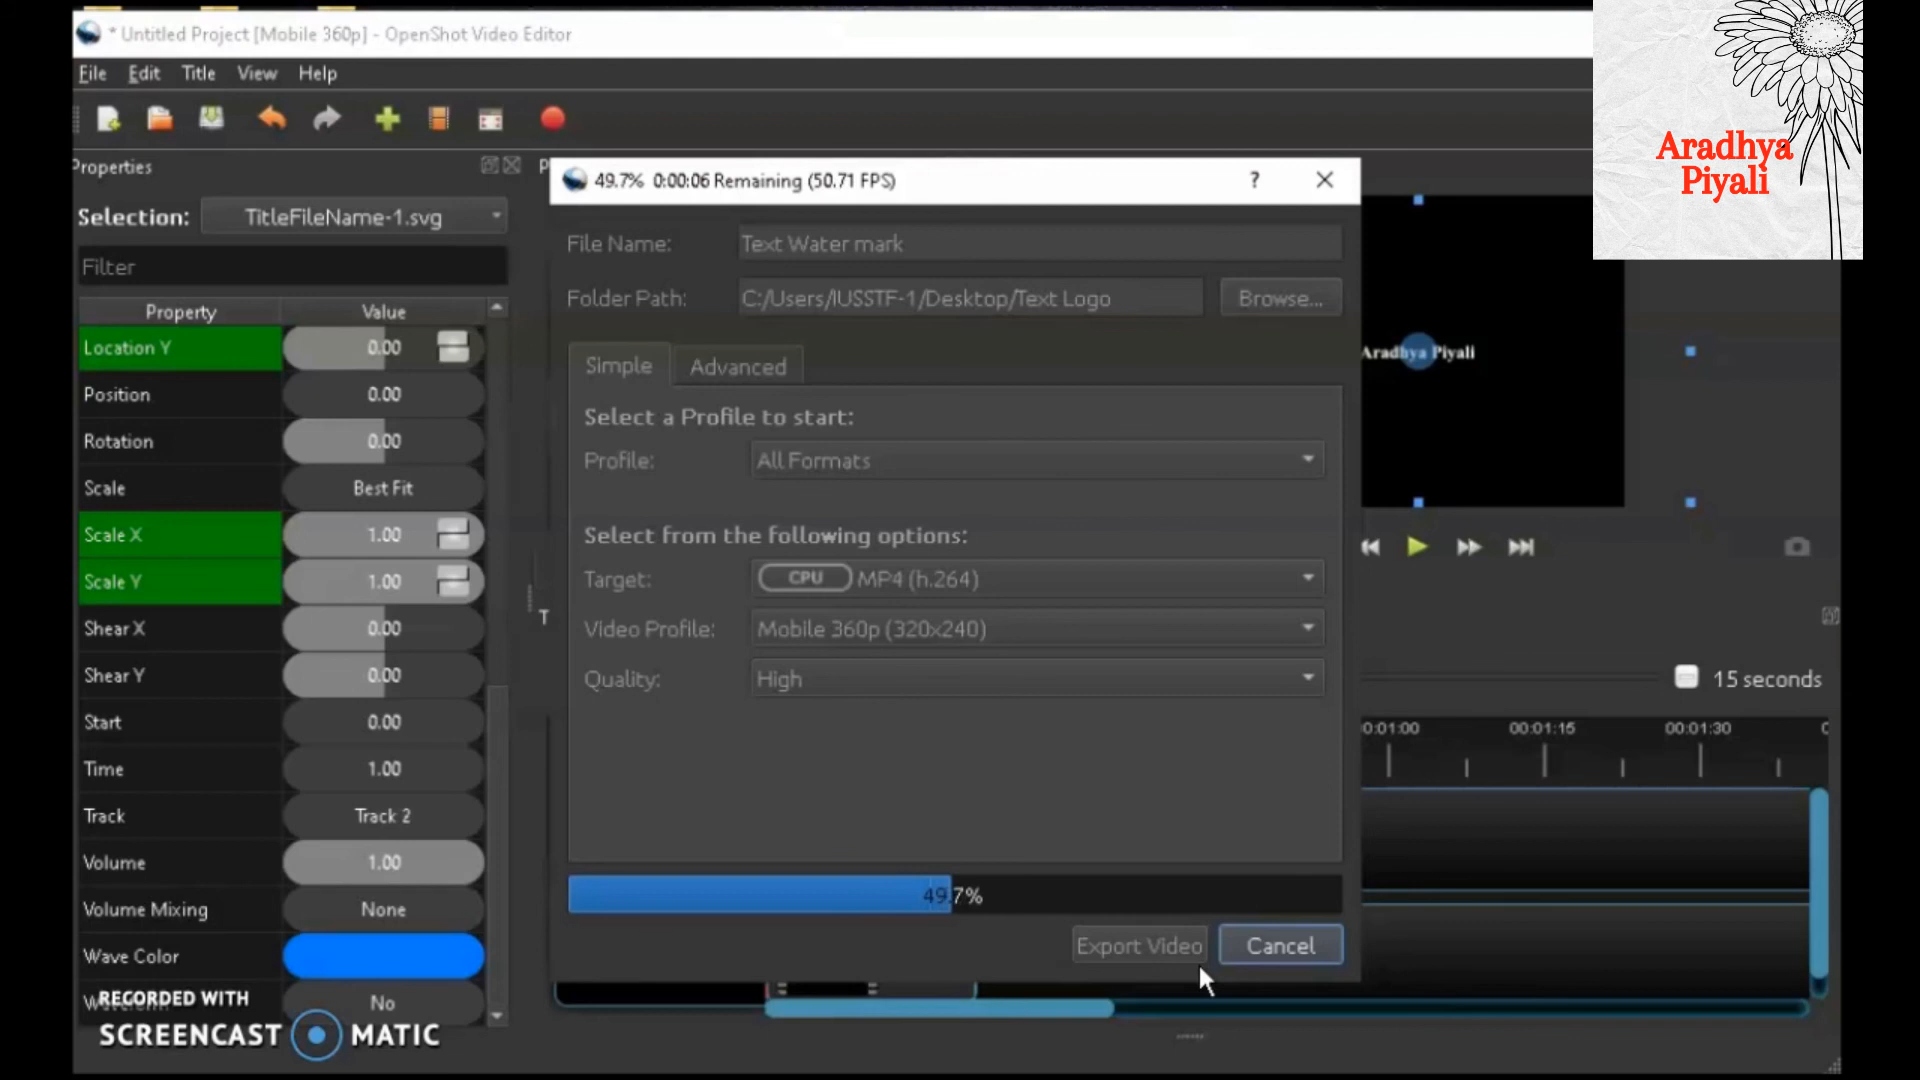 * Untitled Project [Mobile 360p] - OpenShot Video Editor
File Edit Title View Help
Properties
Selection: TitleFileName-1.svg
Filter
Property Value
Location Y 0.00
Position 0.00
Rotation 0.00
Scale Best Fit
Scale X 1.00
Scale Y 1.00
Shear X 0.00
Shear Y 0.00
Start 0.00
Time 1.00
Track Track 2
Volume 1.00
Volume Mixing None
Wave Color
No
RECORDED WITH
SCREENCAST MATIC
P
T
49.7% 0:00:06 Remaining (50.71 FPS)
? ×
File Name: Text Water mark
Folder Path: C:/Users/IUSSTF-1/Desktop/Text Logo Browse...
Simple Advanced
Select a Profile to start:
Profile: All Formats
Select from the following options:
Target: CPU MP4 (h.264)
Video Profile: Mobile 360p (320x240)
Quality: High
49.7%
Export Video Cancel
Aradhya
Piyali
Aradhya Piyali
15 seconds
0:01:00 00:01:15 00:01:30